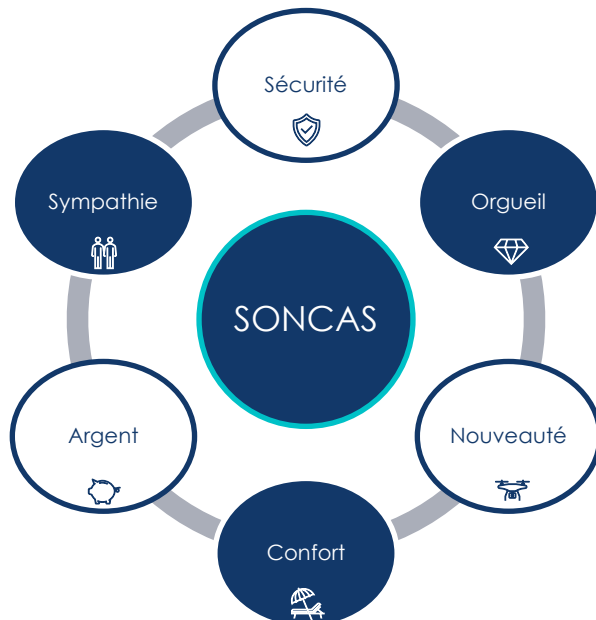 Sécurité
Sympathie
Orgueil
SONCAS
Argent
Nouveauté
Confort